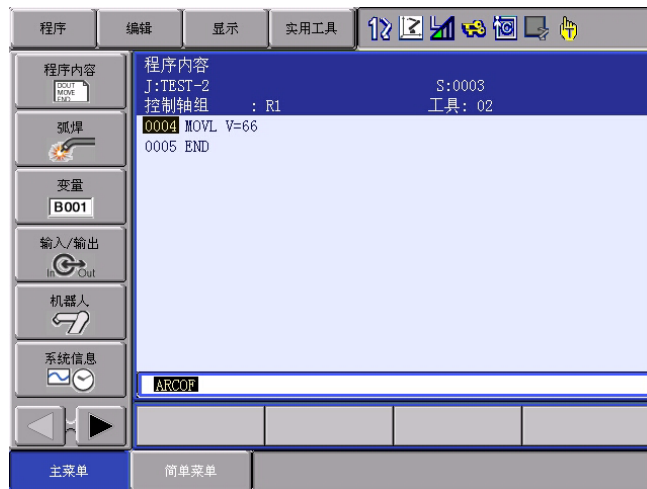 程序 编辑 显示 实用工具
程序内容
DOUT
MOVE
END
弧焊
变量
B001
输入/输出
In Out
机器人
系统信息
程序内容
J:TEST-2 S:0003
控制轴组 : R1 工具: 02
0004 MOVL V=66
0005 END
ARCOF
主菜单 简单菜单